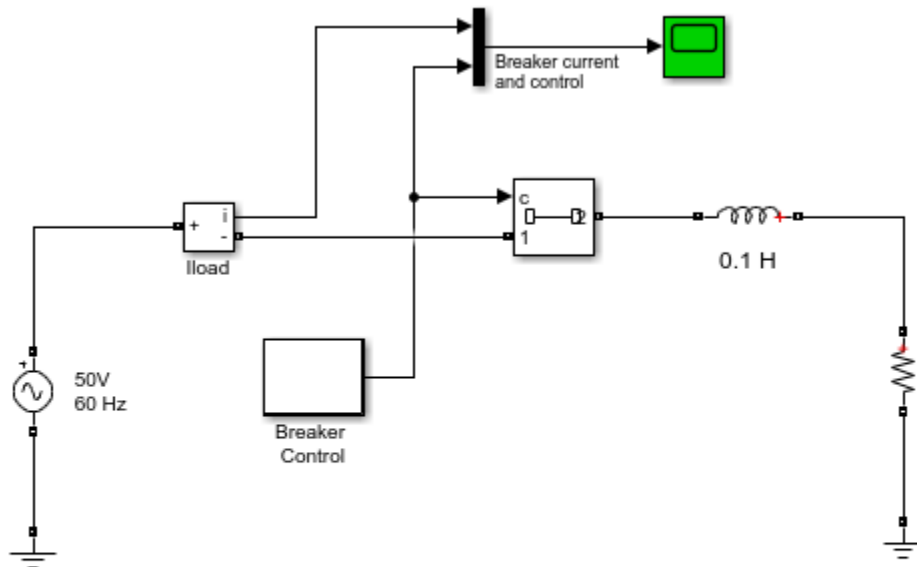 Breaker current
and control
c
2
1
+
i
-
Iload
0.1 H
+
50V
60 Hz
Breaker
Control